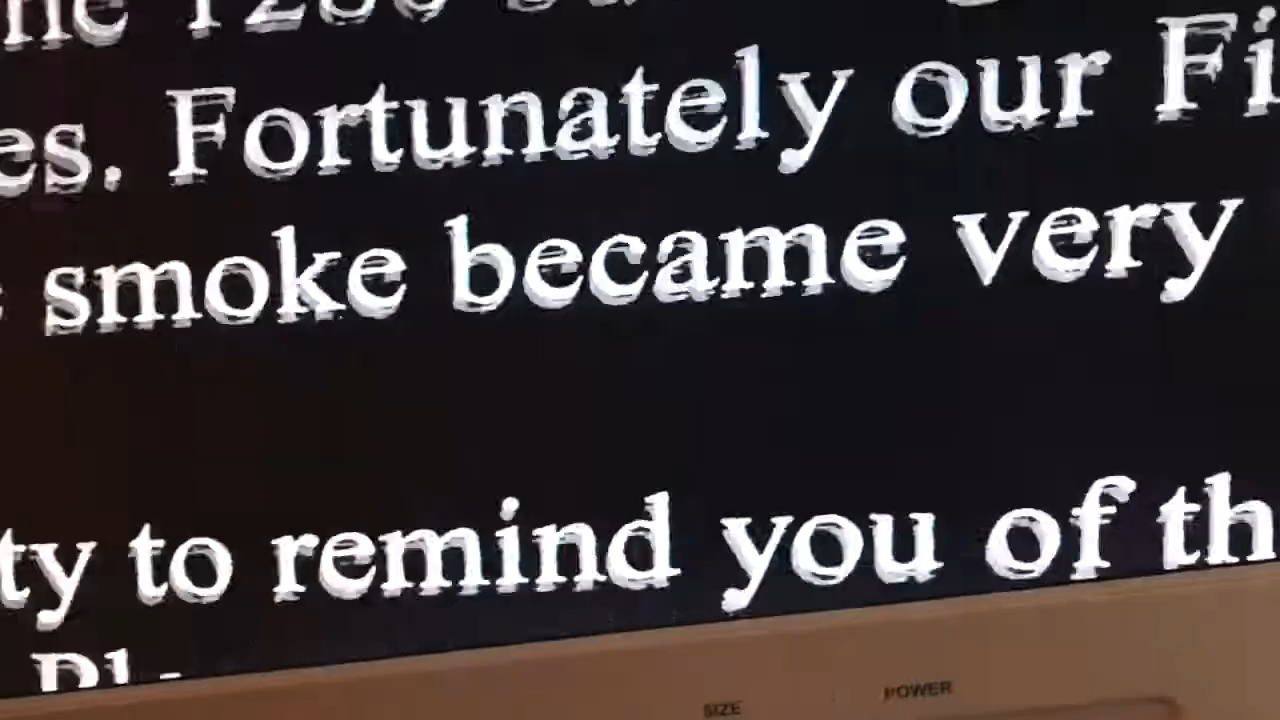 es. Fortunately our Fi
smoke became very
ty to remind you of th
SIZE POWER